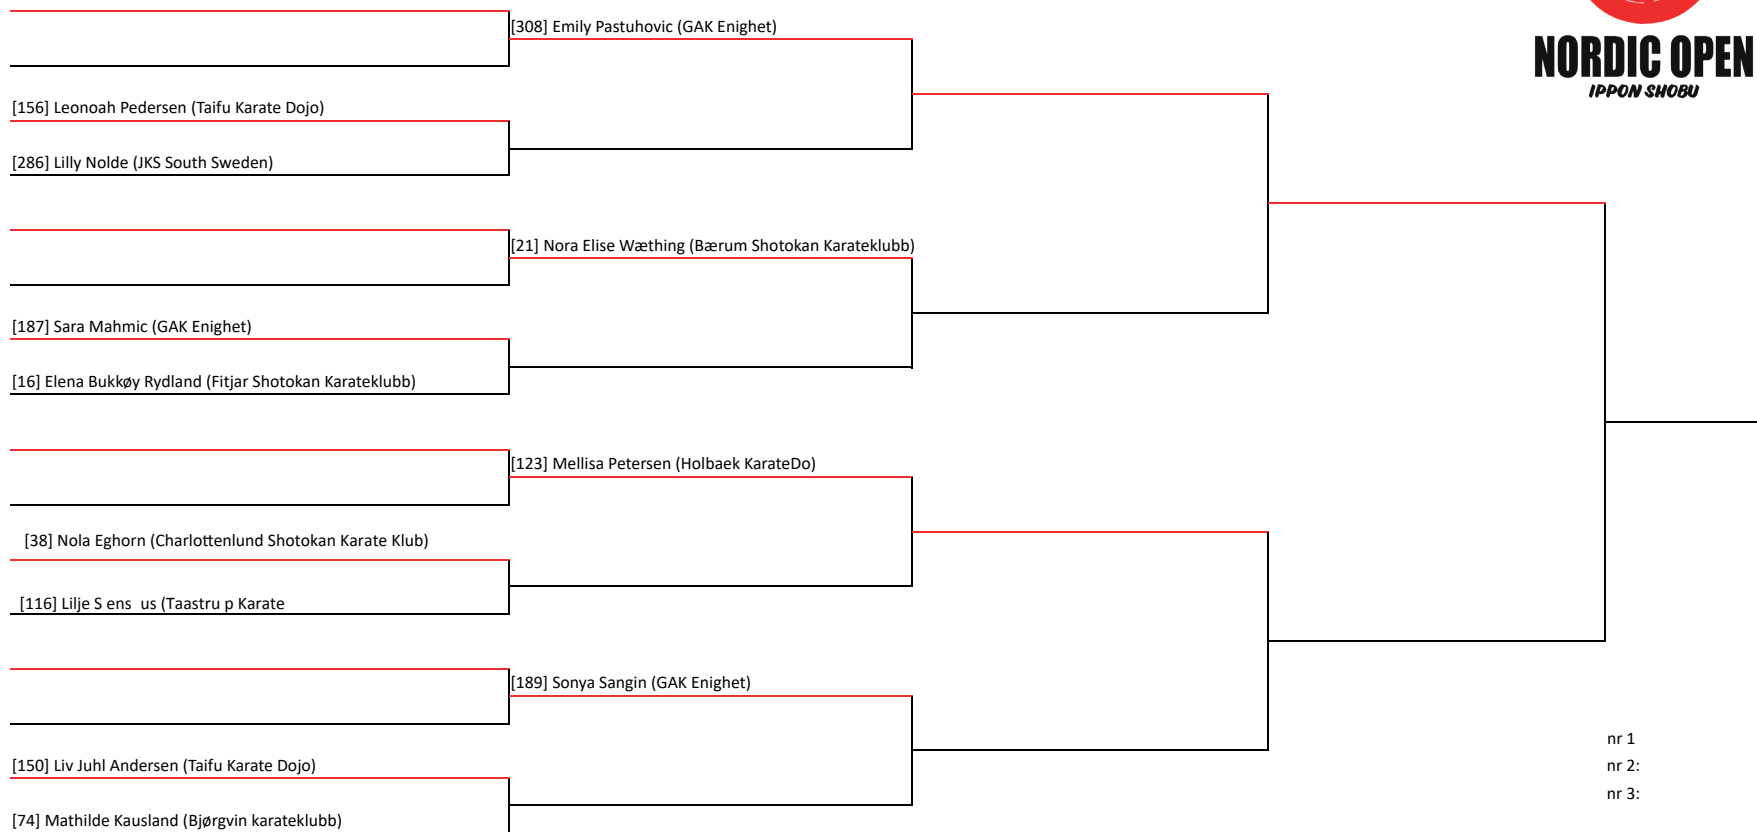 [308] Emily Pastuhovic (GAK Enighet)
NORDIC OPEN
IPPON SHOBU
[156] Leonoah Pedersen (Taifu Karate Dojo)
[286] Lilly Nolde (JKS South Sweden)
[21] Nora Elise Wæthing (Bærum Shotokan Karateklubb)
[187] Sara Mahmic (GAK Enighet)
[16] Elena Bukkøy Rydland (Fitjar Shotokan Karateklubb)
[123] Mellisa Petersen (Holbaek KarateDo)
[38] Nola Eghorn (Charlottenlund Shotokan Karate Klub)
[116] Lilje S ens us (Taastru p Karate
[189] Sonya Sangin (GAK Enighet)
[150] Liv Juhl Andersen (Taifu Karate Dojo)
[74] Mathilde Kausland (Bjørgvin karateklubb)
nr 1
nr 2:
nr 3: